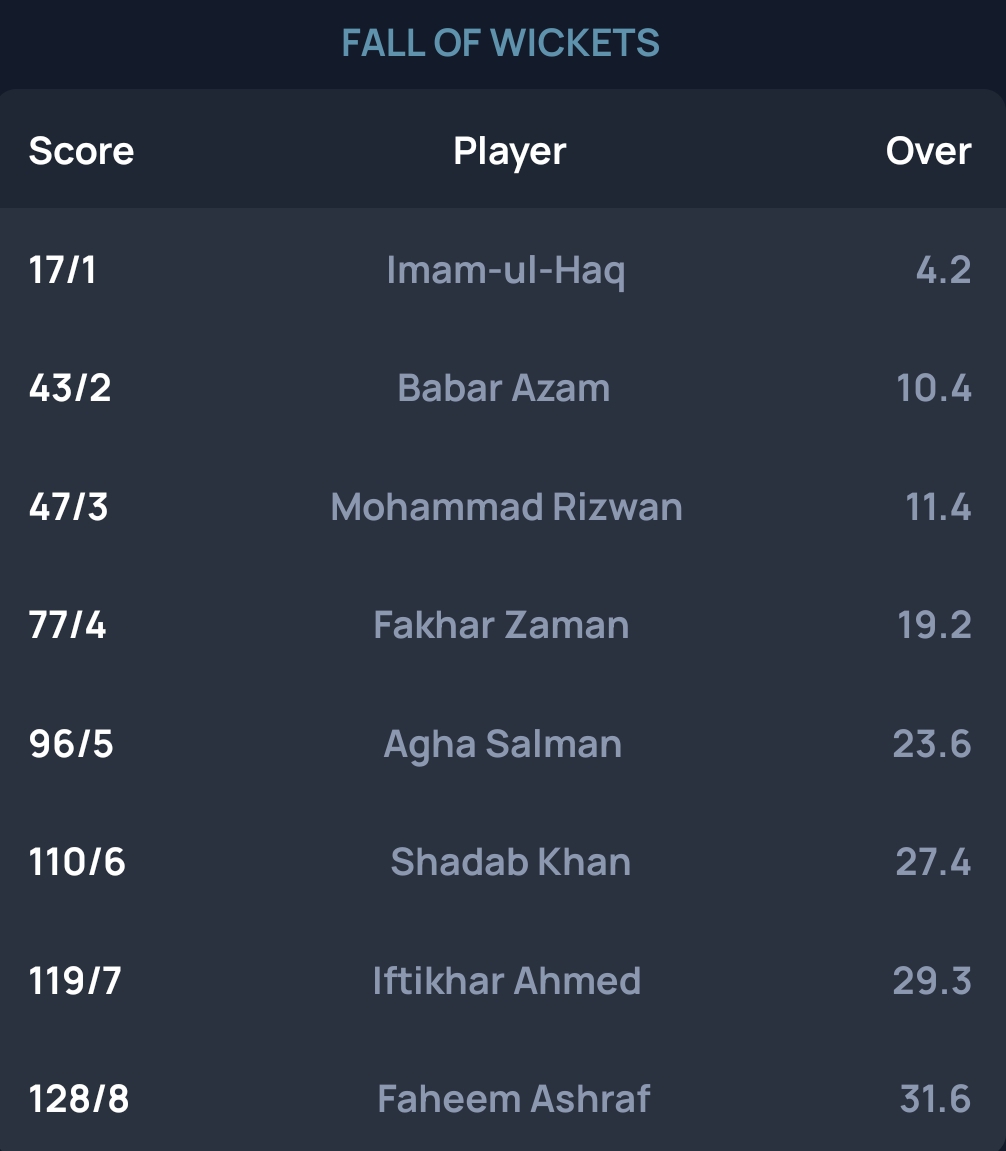 FALL OF WICKETS
Score Player Over
17/1 Imam-ul-Haq 4.2
43/2 Babar Azam 10.4
47/3 Mohammad Rizwan 11.4
77/4 Fakhar Zaman 19.2
96/5 Agha Salman 23.6
110/6 Shadab Khan 27.4
119/7 Iftikhar Ahmed 29.3
128/8 Faheem Ashraf 31.6